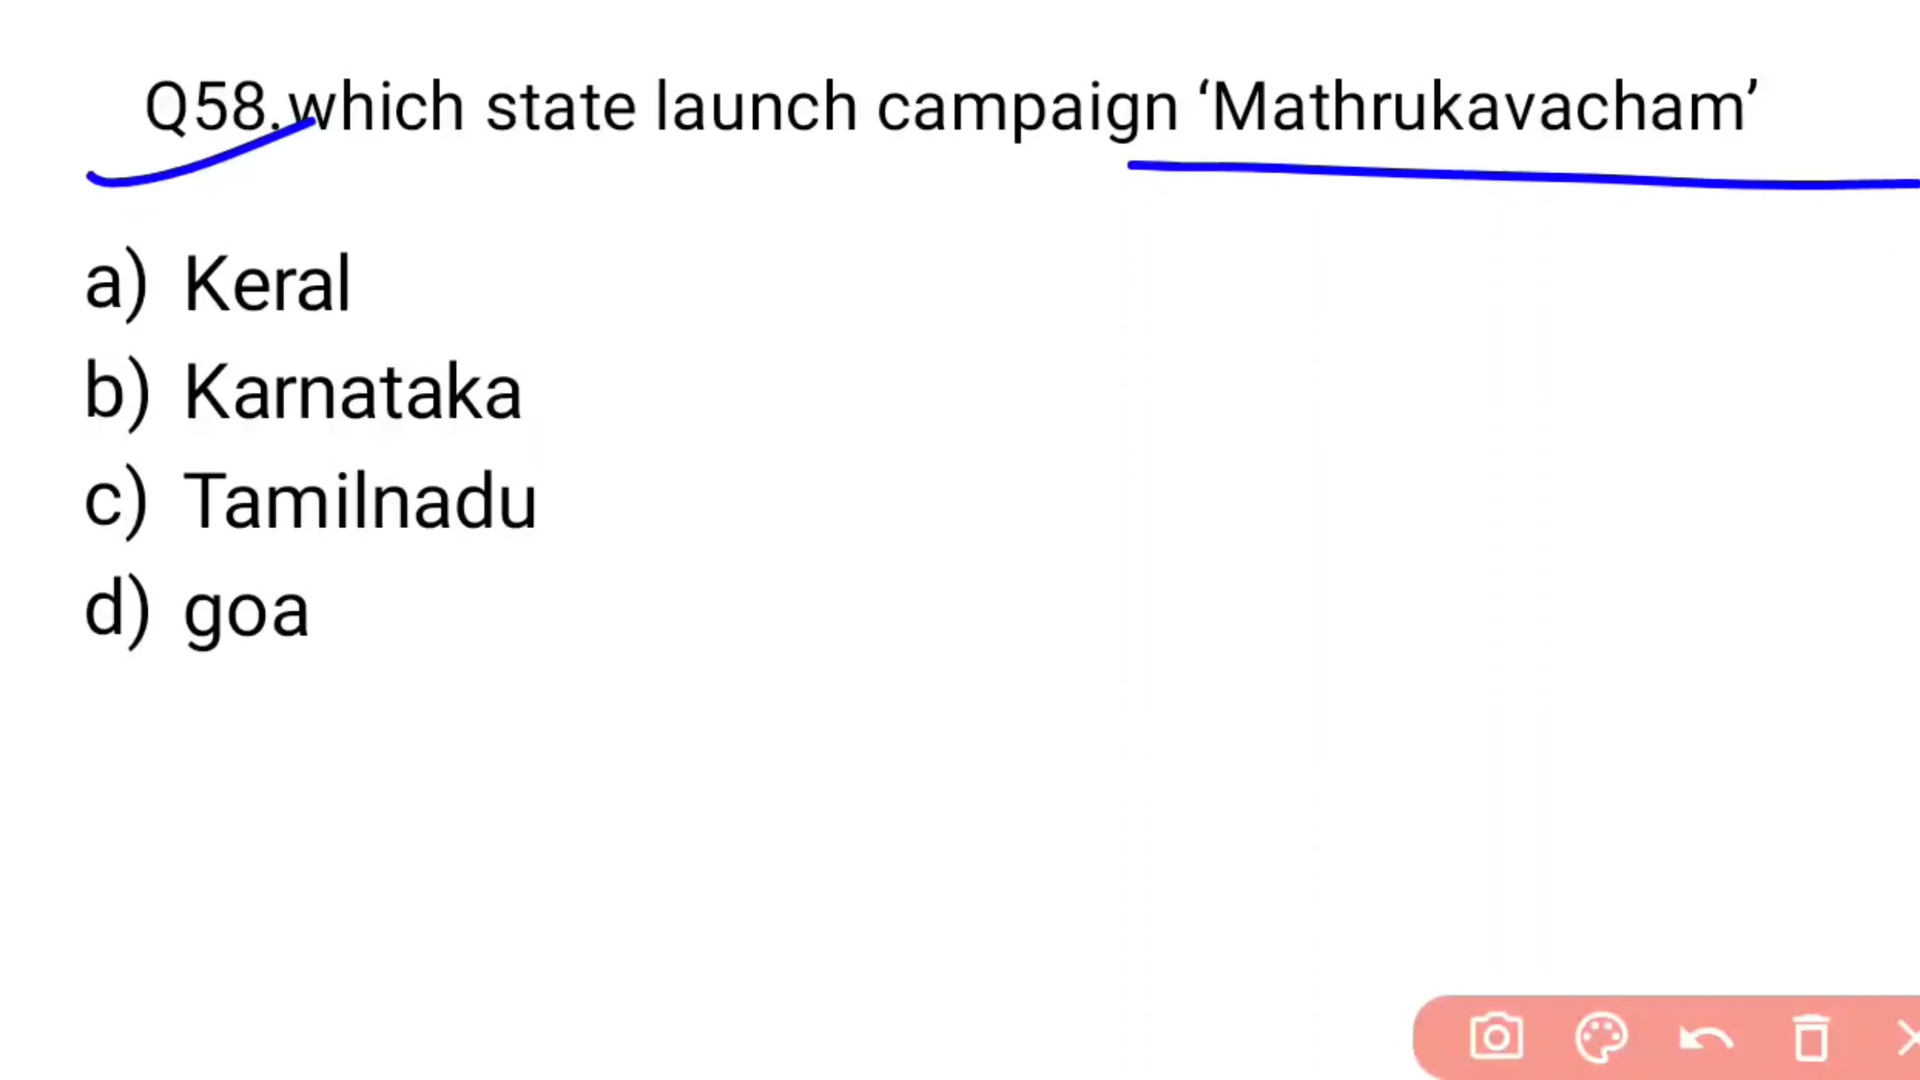 Q58.which state launch campaign ‘Mathrukavacham’
a) Keral
b) Karnataka
c) Tamilnadu
d) goa